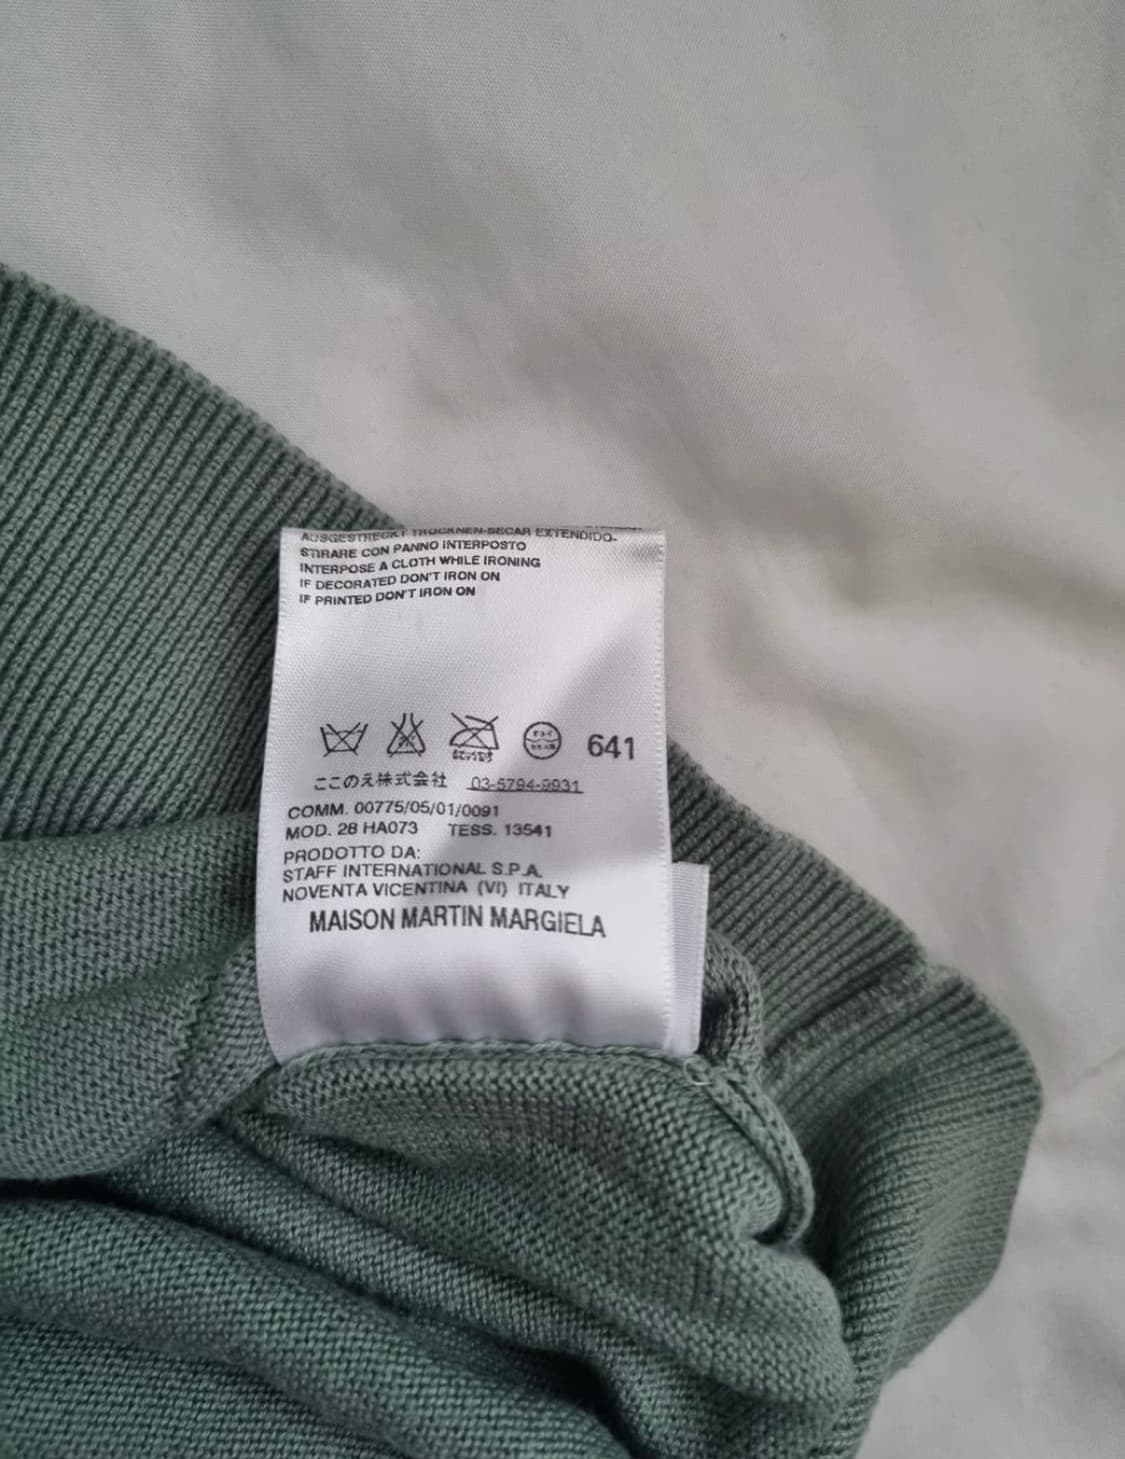 AUSGESTRECKT TROCKNEN-SECAR EXTENDIDO-
STIRARE CON PANNO INTERPOSTO
INTERPOSE A CLOTH WHILE IRONING
IF DECORATED DON'T IRON ON
IF PRINTED DON'T IRON ON
641
ここのえ株式会社 03-5794-9931
COMM. 00775/05/01/0091
MOD. 28 HA073 TESS. 13541
PRODOTTO DA:
STAFF INTERNATIONAL S.P.A.
NOVENTA VICENTINA (VI) ITALY
MAISON MARTIN MARGIELA